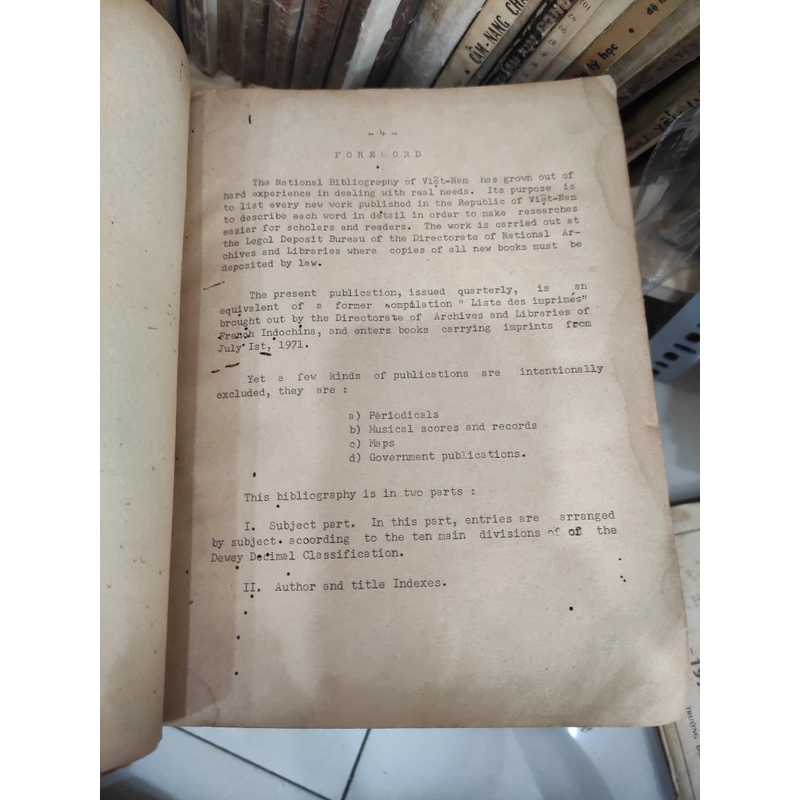 CẨM-NANG
lý học
- 4 -
FOREWORD
The National Bibliography of Việt-Nam has grown out of
hard experience in dealing with real needs. Its purpose is
to list every new work published in the Republic of Việt-Nam
to describe each word in detail in order to make researches
easier for scholars and readers. The work is carried out at
the Legol Deposit Bureau of the Directorate of National Ar-
chives and Libraries where copies of all new books must be
deposited by law.
The present publication, issued quarterly, is an
equivalent of a former compilation " Liste des imprimés"
brought out by the Directorate of Archives and Libraries of
French Indochina, and enters books carrying imprints from
July 1st, 1971.
Yet a few kinds of publications are intentionally
excluded, they are :
a) Périodicals
b) Musical scores and records
c) Maps
d) Government publications.
This bibliography is in two parts :
I. Subject part. In this part, entries are arranged
by subject according to the ten main divisions of of the
Dewey Decimal Classification.
II. Author and title Indexes.